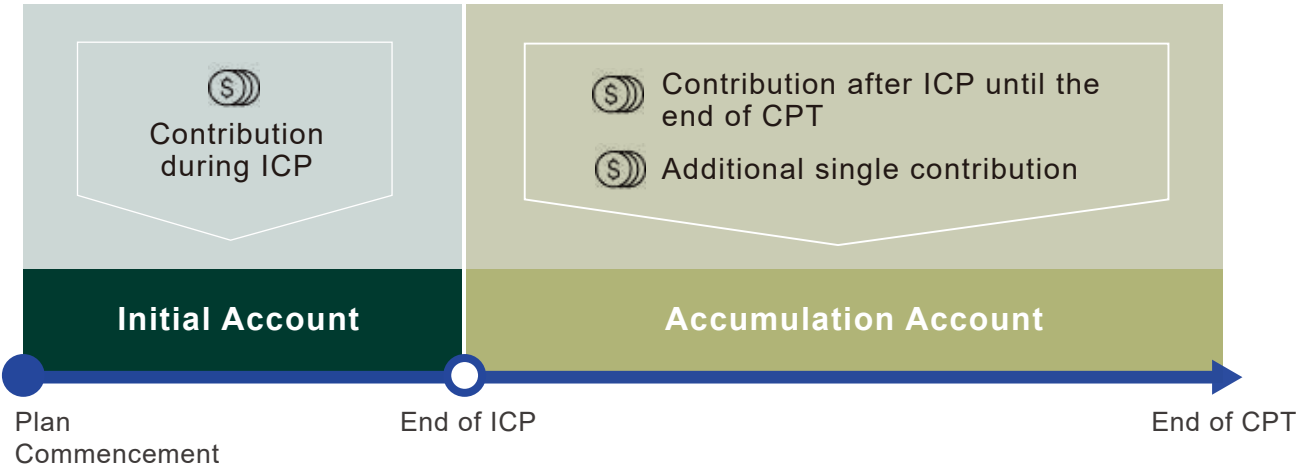 Contribution
during ICP
Contribution after ICP until the
end of CPT
Additional single contribution
Initial Account
Accumulation Account
Plan
Commencement
End of ICP
End of CPT